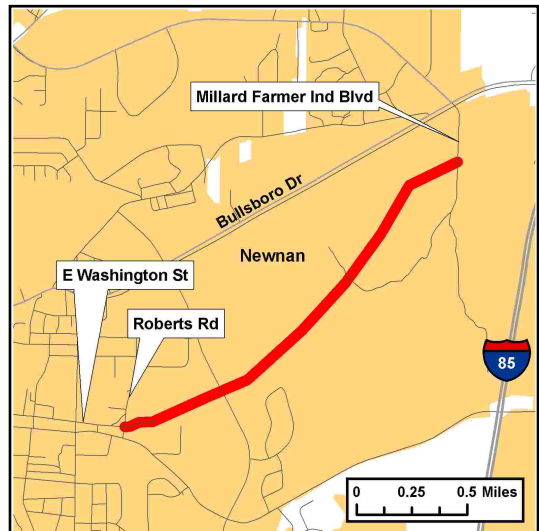 Millard Farmer Ind Blvd
Bullsboro Dr
Newnan
E Washington St
Roberts Rd
85
0 0.25 0.5 Miles